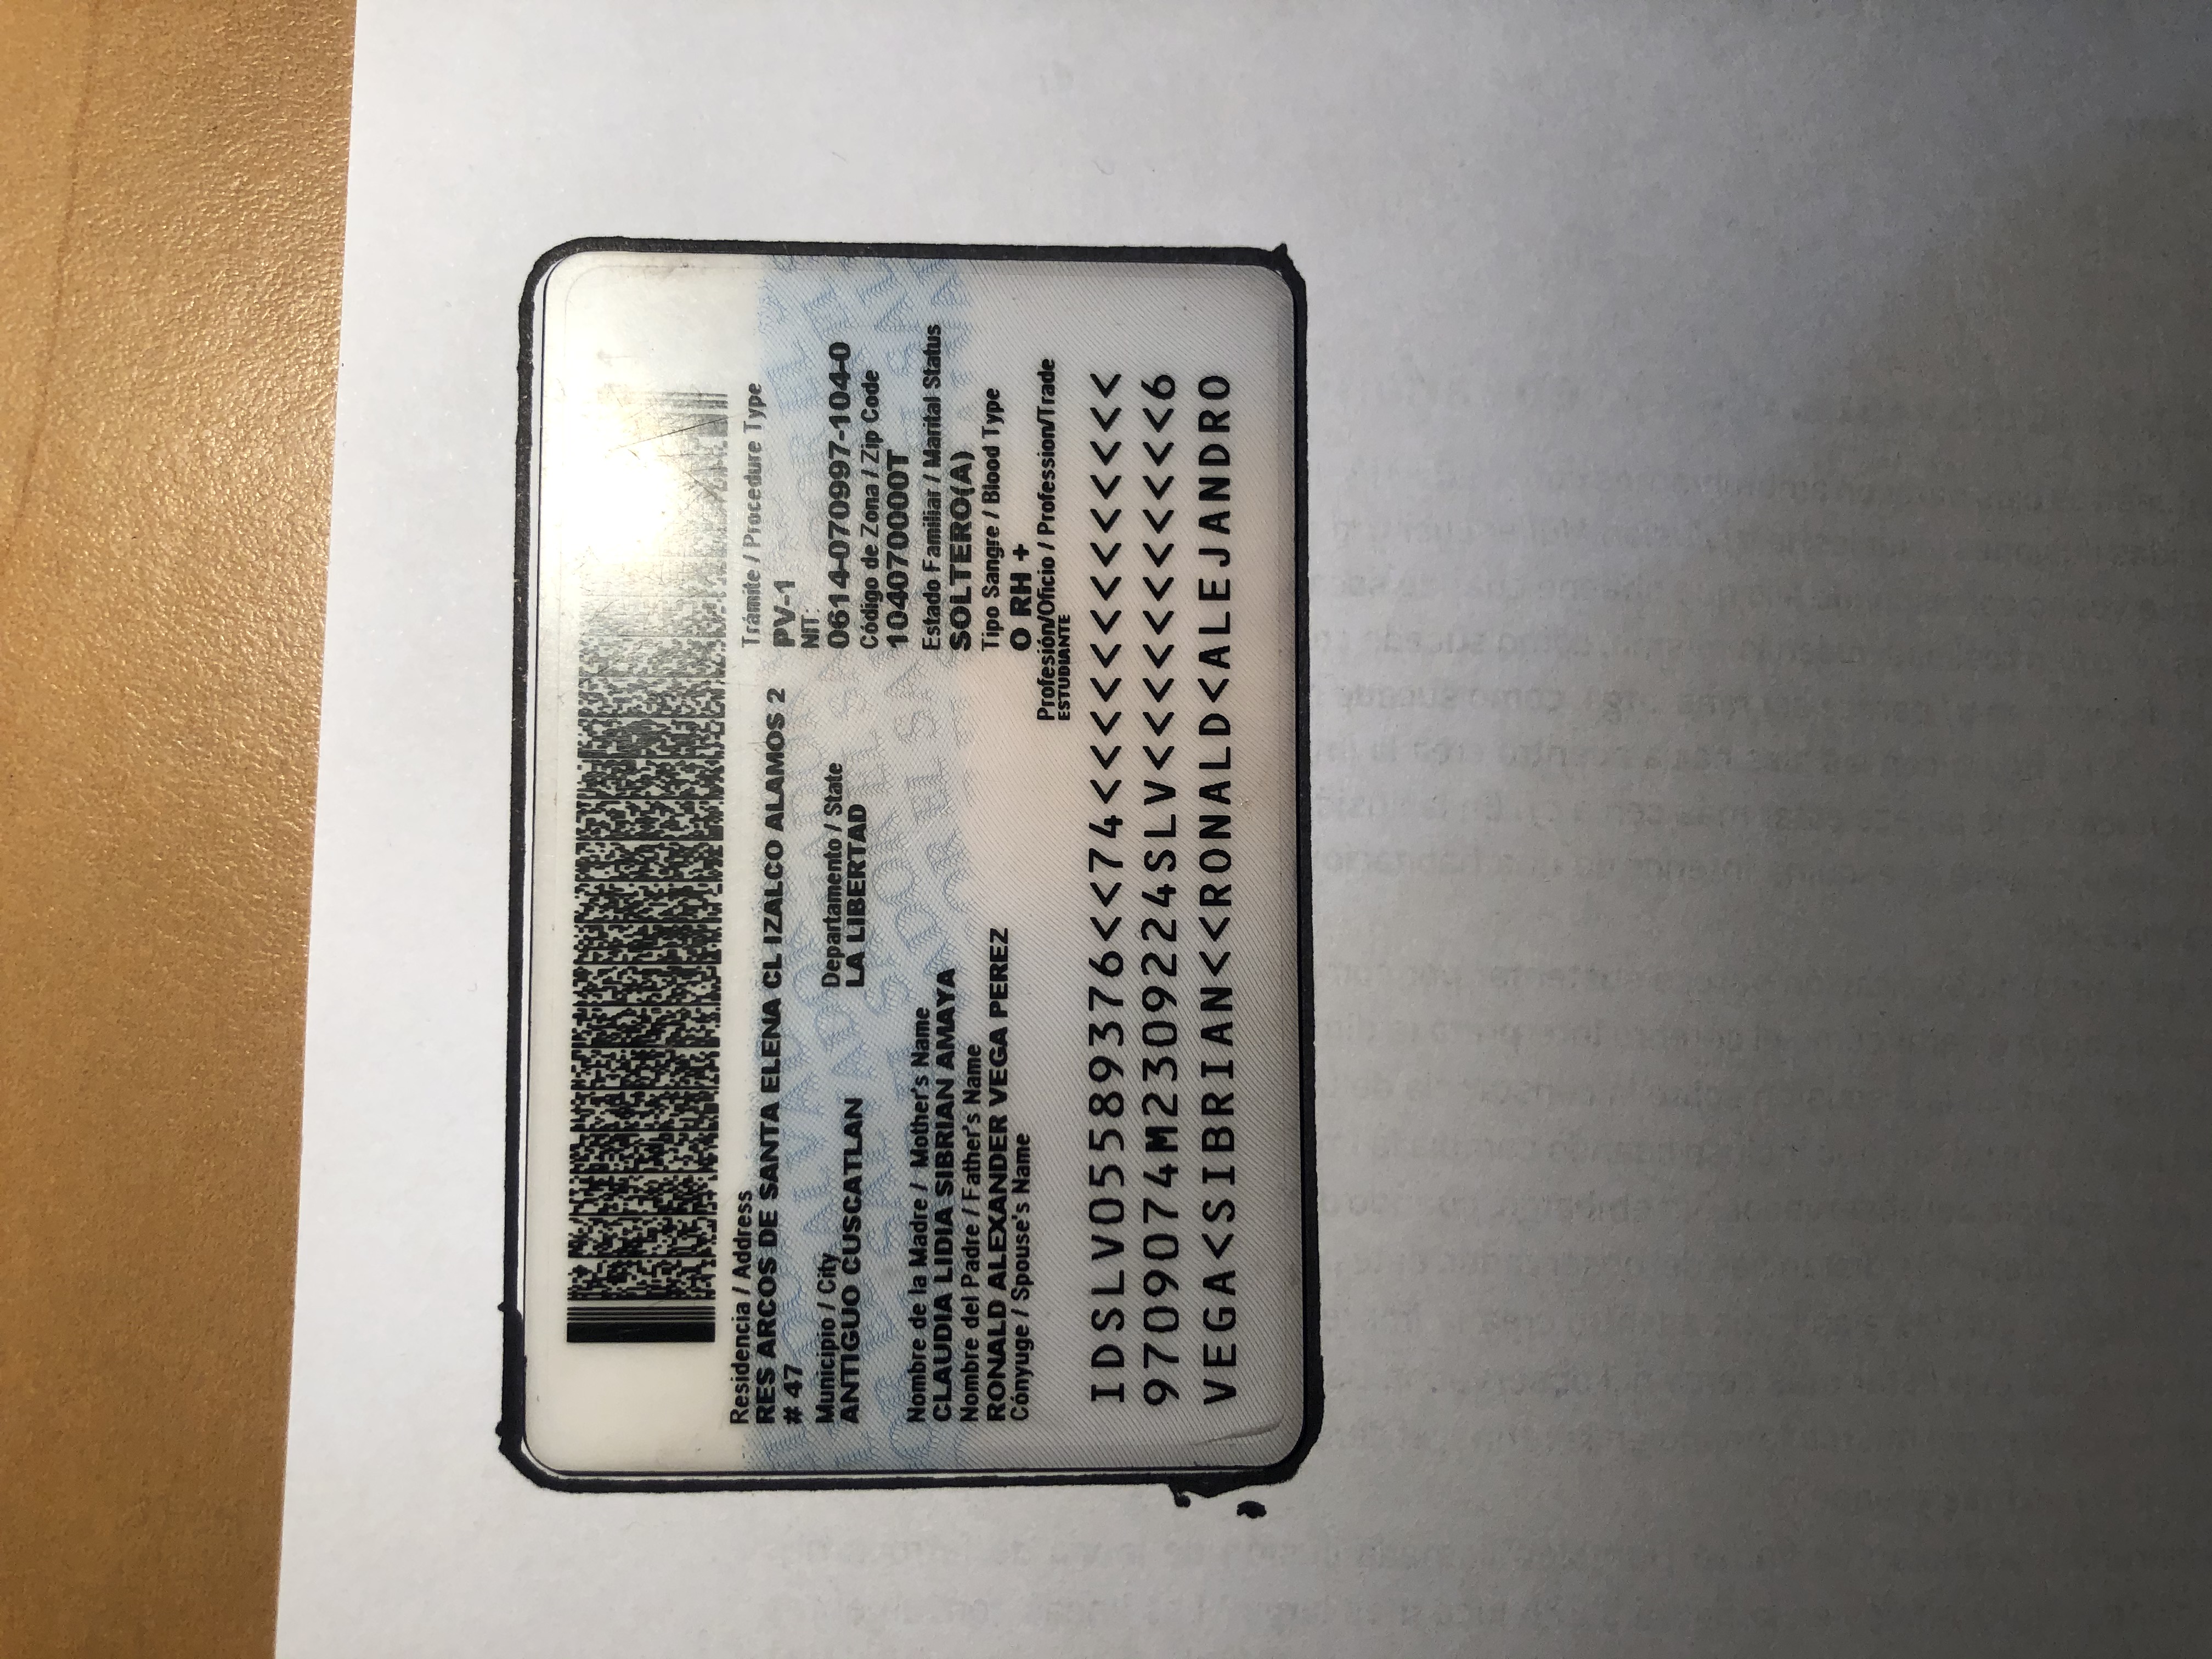 Residencia / Address
RES ARCOS DE SANTA ELENA CL IZALCO ALAMOS 2
# 47
Municipio / City
ANTIGUO CUSCATLAN
Departamento / State
LA LIBERTAD
Nombre de la Madre / Mother's Name
CLAUDIA LIDIA SIBRIAN AMAYA
Nombre del Padre / Father's Name
RONALD ALEXANDER VEGA PEREZ
Cónyuge / Spouse's Name
Trámite / Procedure Type
PV-1
NIT:
0614-070997-104-0
Código de Zona / Zip Code
104070000T
Estado Familiar / Marital Status
SOLTERO(A)
Tipo Sangre / Blood Type
O RH +
Profesión/Oficio / Profession/Trade
ESTUDIANTE
IDSLV05589376<<74<<<<<<<<<<<<<
9709074M2309224SLV<<<<<<<<<<<6
VEGA<SIBRIAN<<RONALD<ALEJANDRO